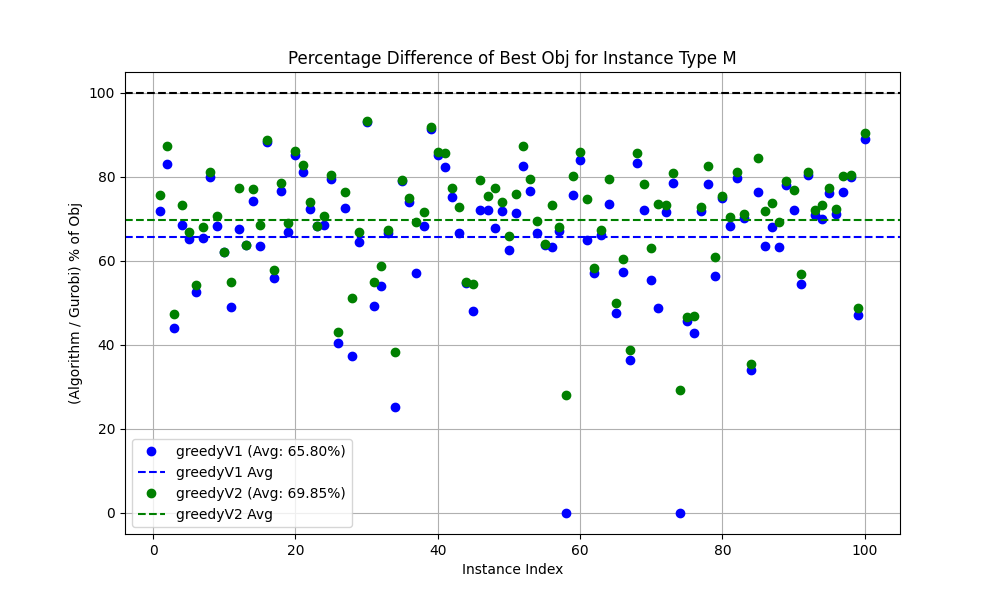 Percentage Difference of Best Obj for Instance Type M
(Algorithm / Gurobi) % of Obj
100
80
60
40
20
0
greedyV1 (Avg: 65.80%)
greedyV1 Avg
greedyV2 (Avg: 69.85%)
greedyV2 Avg
0 20 40 60 80 100
Instance Index